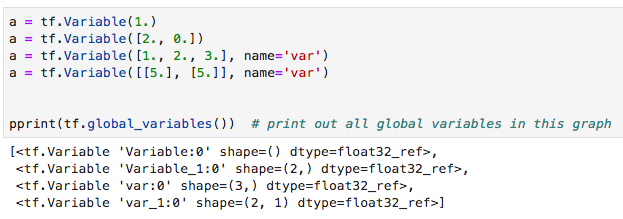 a = tf.Variable(1.)
a = tf.Variable([2., 0.])
a = tf.Variable([1., 2., 3.], name='var')
a = tf.Variable([[5.], [5.]], name='var')
pprint(tf.global_variables())  # print out all global variables in this graph
[<tf.Variable 'Variable:0' shape=() dtype=float32_ref>,
 <tf.Variable 'Variable_1:0' shape=(2,) dtype=float32_ref>,
 <tf.Variable 'var:0' shape=(3,) dtype=float32_ref>,
 <tf.Variable 'var_1:0' shape=(2, 1) dtype=float32_ref>]